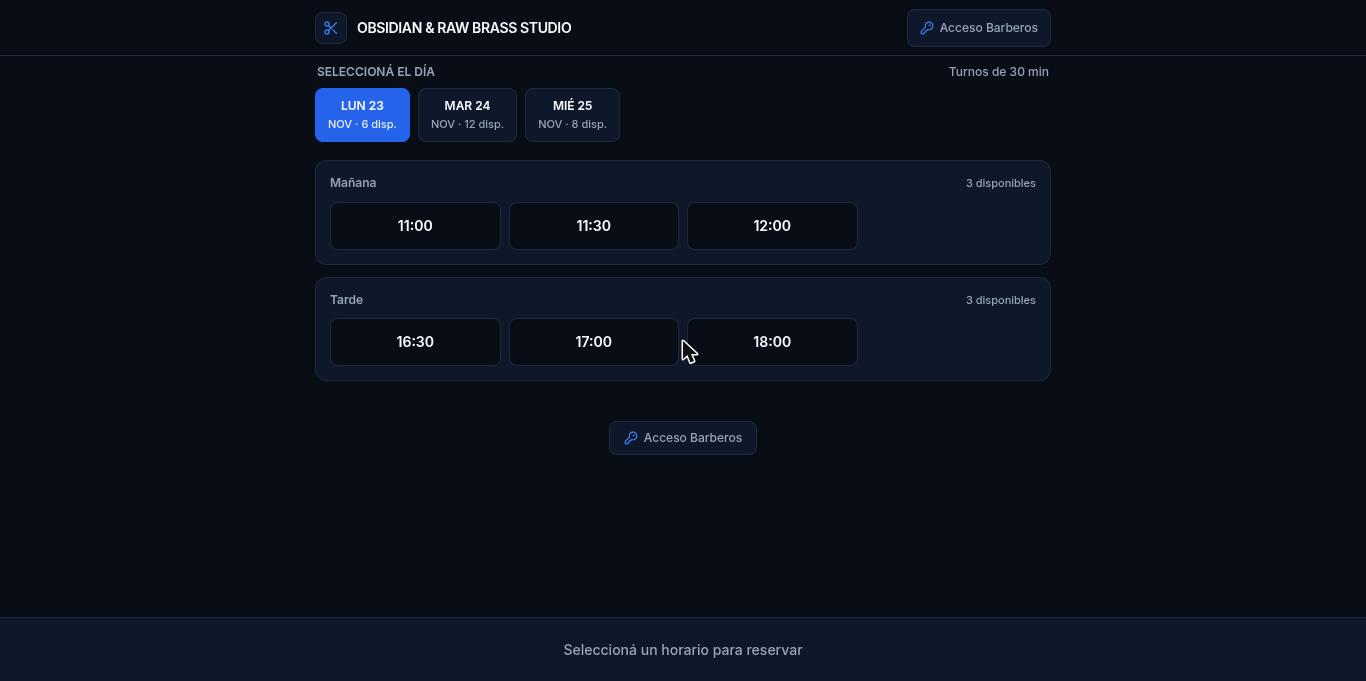 OBSIDIAN & RAW BRASS STUDIO
Acceso Barberos
SELECCIONÁ EL DÍA
Turnos de 30 min
LUN 23
NOV · 6 disp.
MAR 24
NOV · 12 disp.
MIÉ 25
NOV · 8 disp.
Mañana
3 disponibles
11:00
11:30
12:00
Tarde
3 disponibles
16:30
17:00
18:00
Acceso Barberos
Seleccioná un horario para reservar